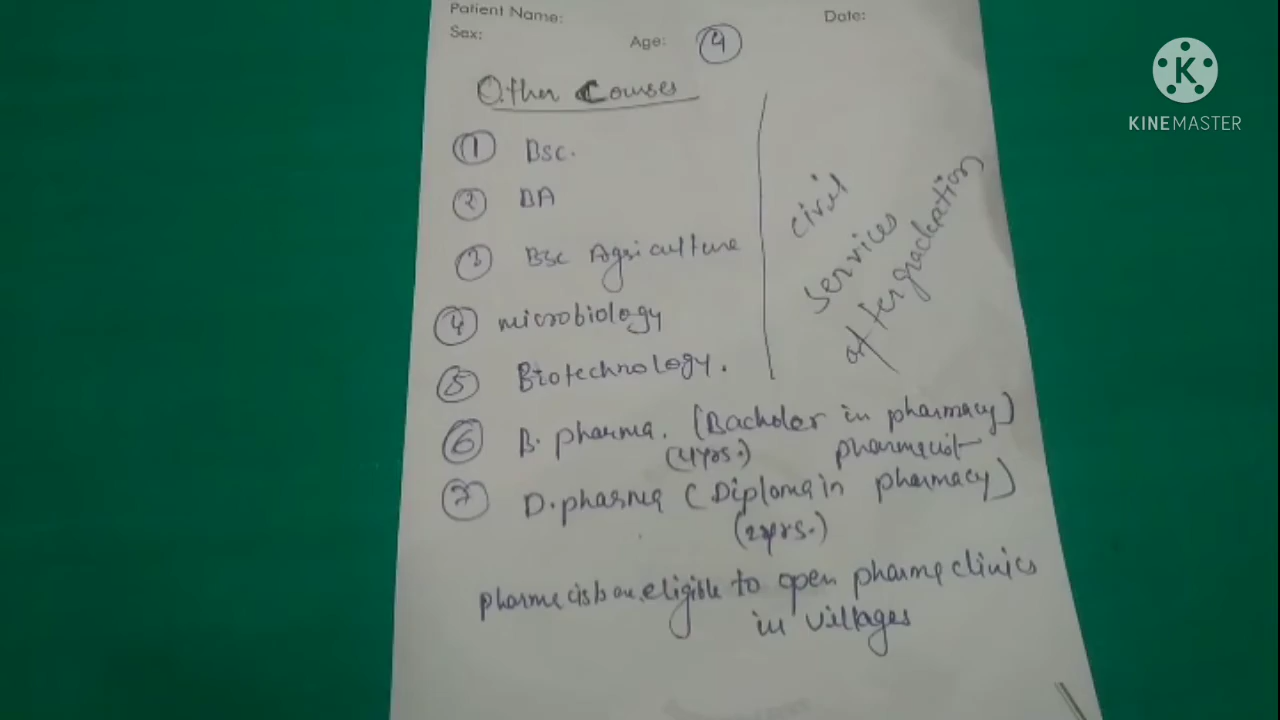 Patient Name:
Date:
Sex:
Age: 4
Other Courses
1 Bsc.
2 BA
3 Bsc Agriculture
4 microbiology
5 Biotechnology.
civil
services
after graduation
6 B. pharma. (Bachelor in pharmacy)
(4yrs.) pharmacist
7 D. pharma (Diploma in pharmacy)
(2yrs.)
pharmacists are eligible to open pharma clinics
in villages
K
KINEMASTER